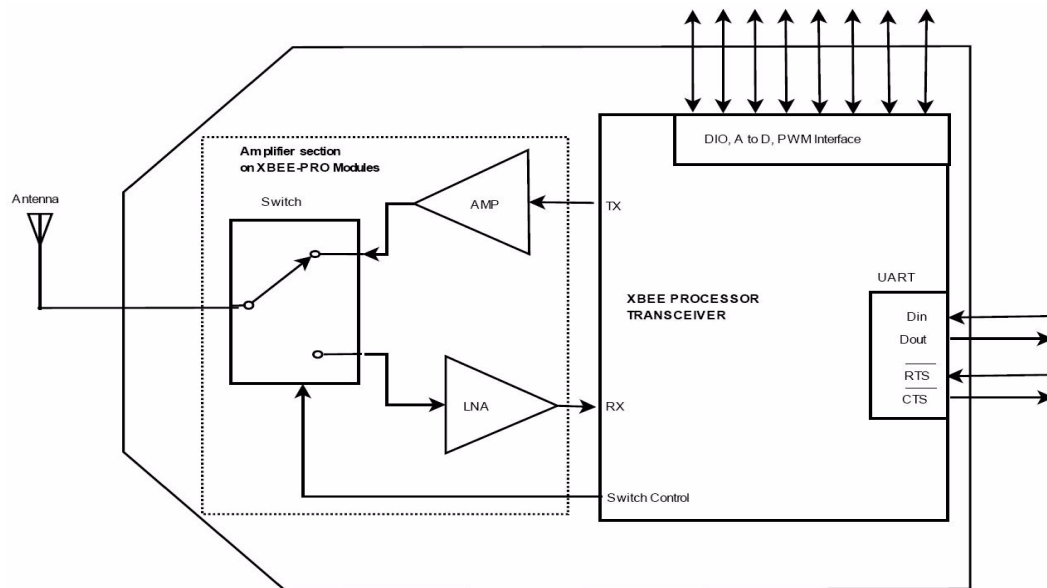 DIO, A to D, PWM Interface
Amplifier section
on XBEE-PRO Modules
Antenna
Switch
AMP
TX
UART
XBEE PROCESSOR
TRANSCEIVER
Din
Dout
RTS
CTS
LNA
RX
Switch Control